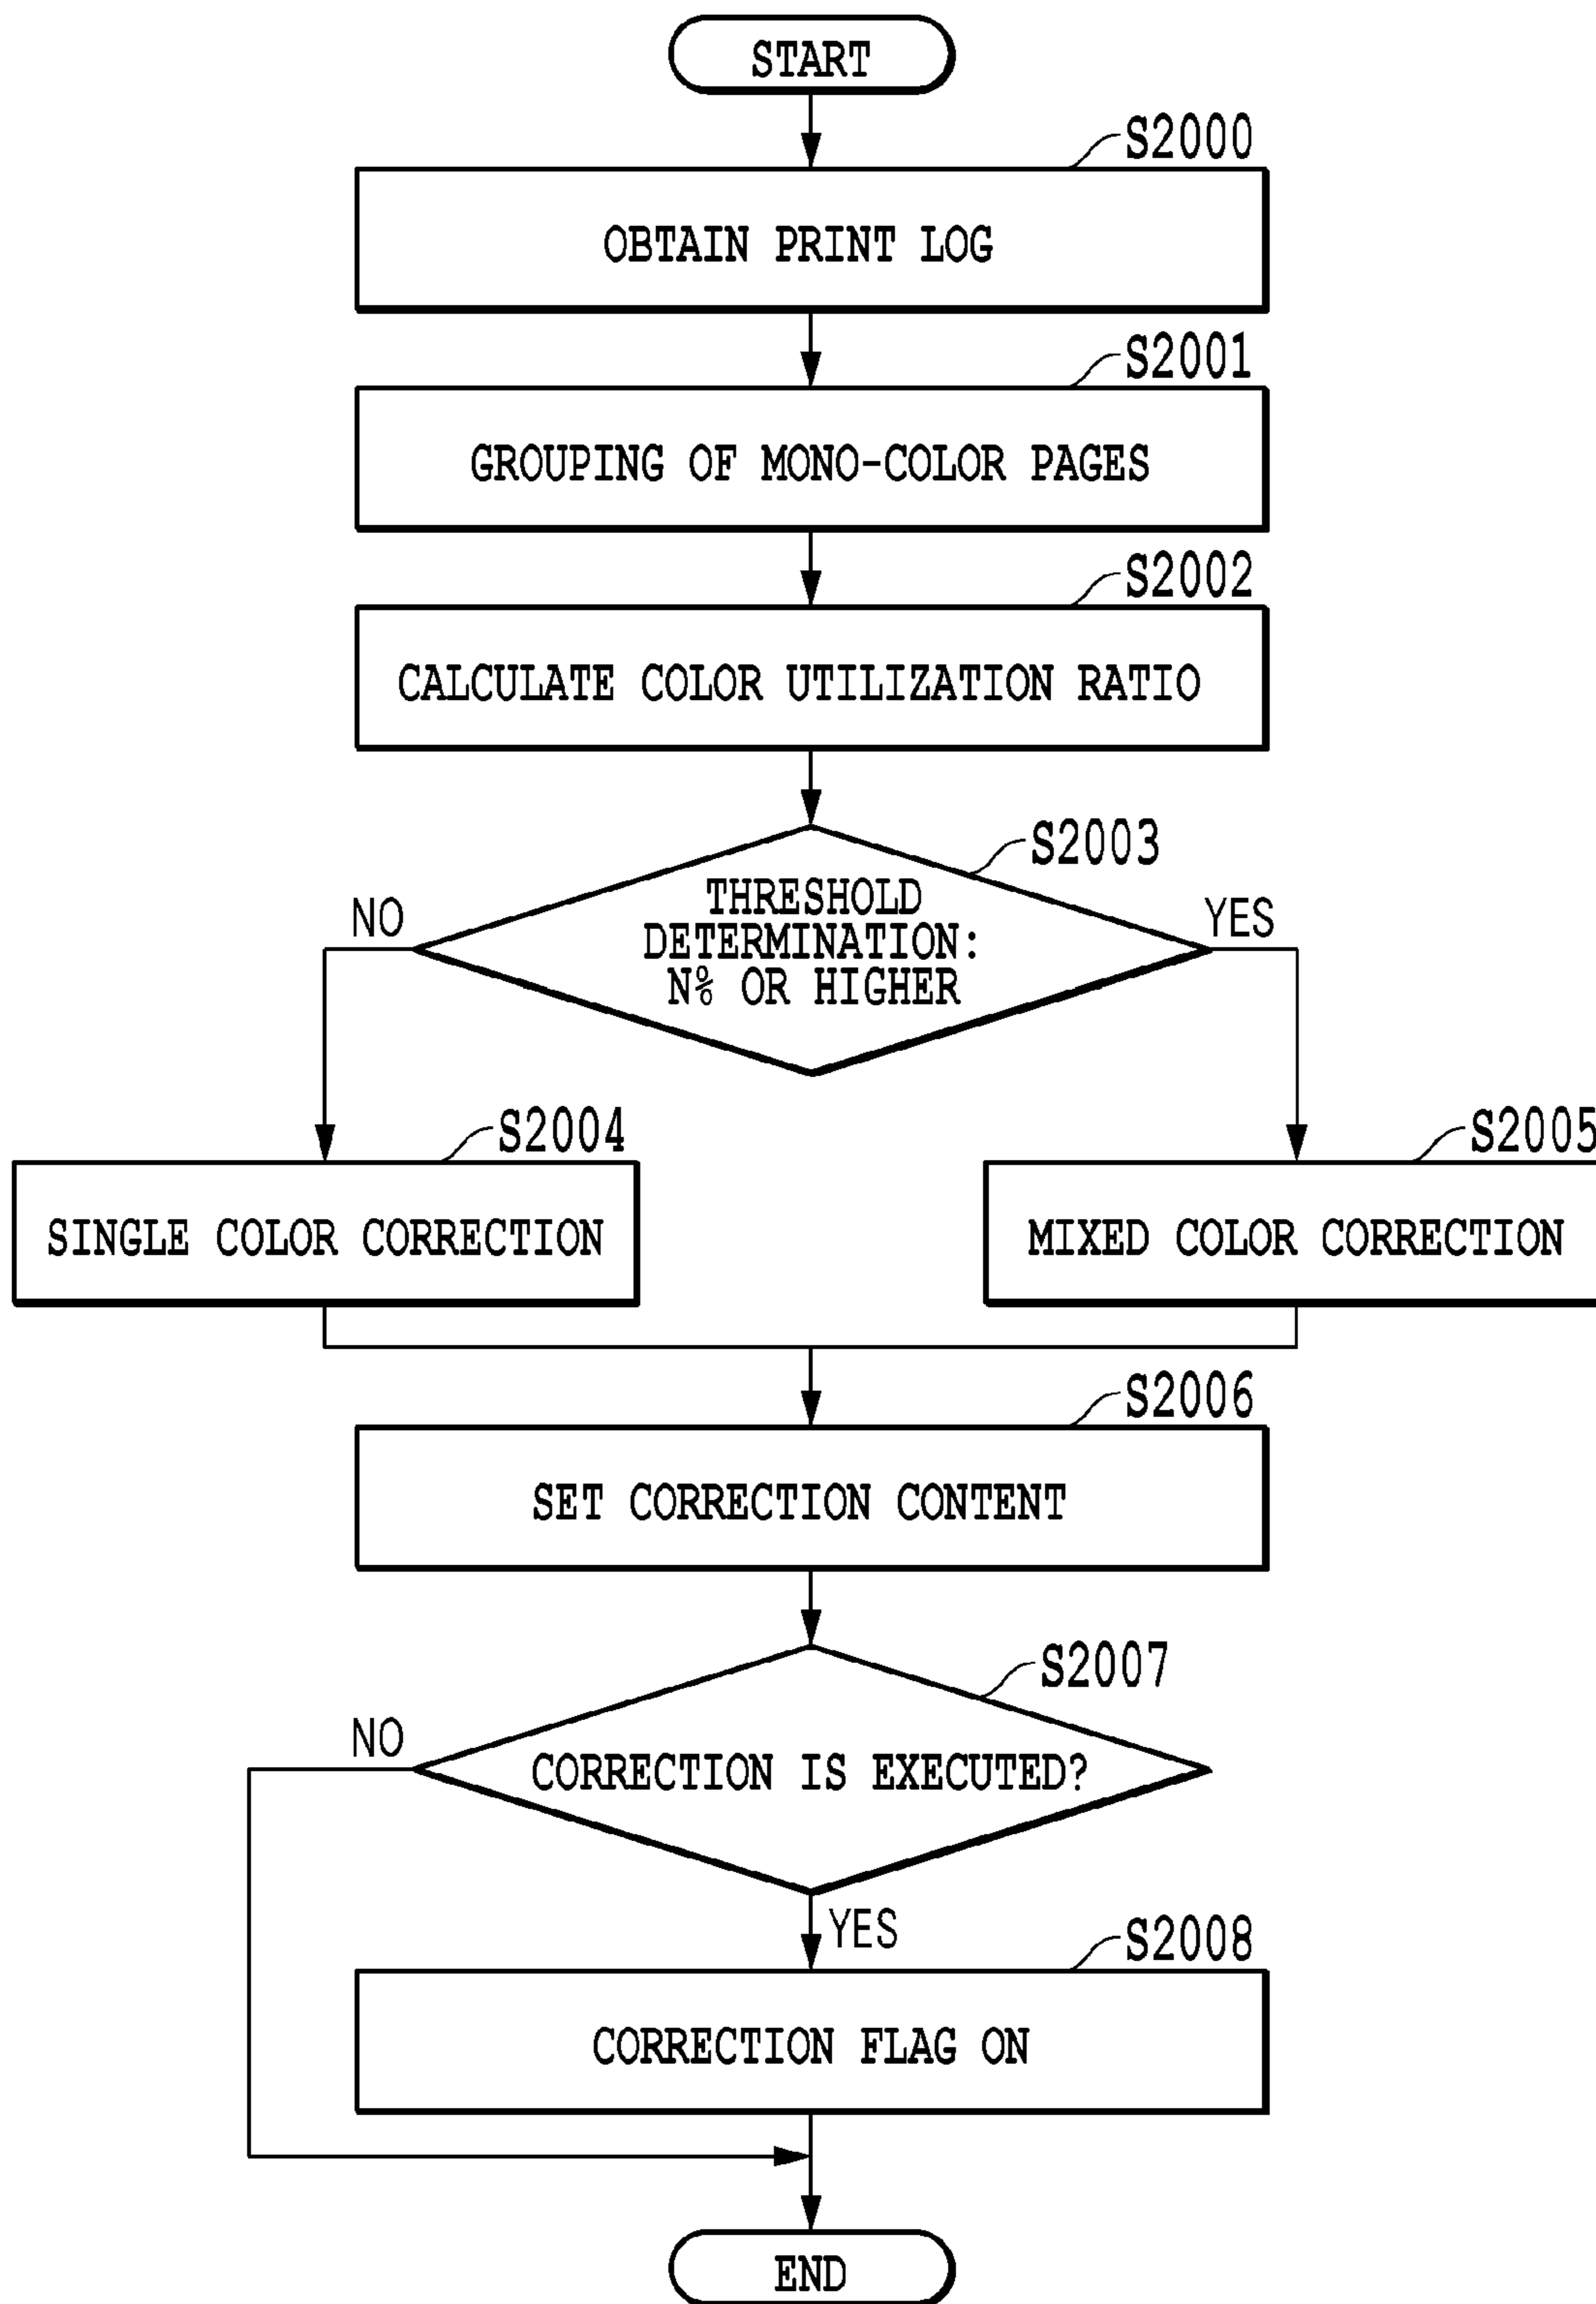 START
S2000
OBTAIN PRINT LOG
S2001
GROUPING OF MONO-COLOR PAGES
S2002
CALCULATE COLOR UTILIZATION RATIO
S2003
NO
YES
THRESHOLD
DETERMINATION:
N% OR HIGHER
S2004
S2005
SINGLE COLOR CORRECTION
MIXED COLOR CORRECTION
S2006
SET CORRECTION CONTENT
S2007
NO
CORRECTION IS EXECUTED?
YES
S2008
CORRECTION FLAG ON
END